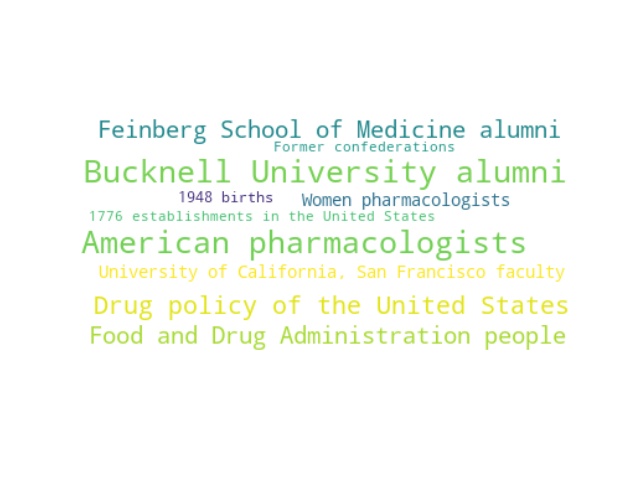 Feinberg School of Medicine alumni
Former confederations
Bucknell University alumni
1948 births
Women pharmacologists
1776 establishments in the United States
American pharmacologists
University of California, San Francisco faculty
Drug policy of the United States
Food and Drug Administration people